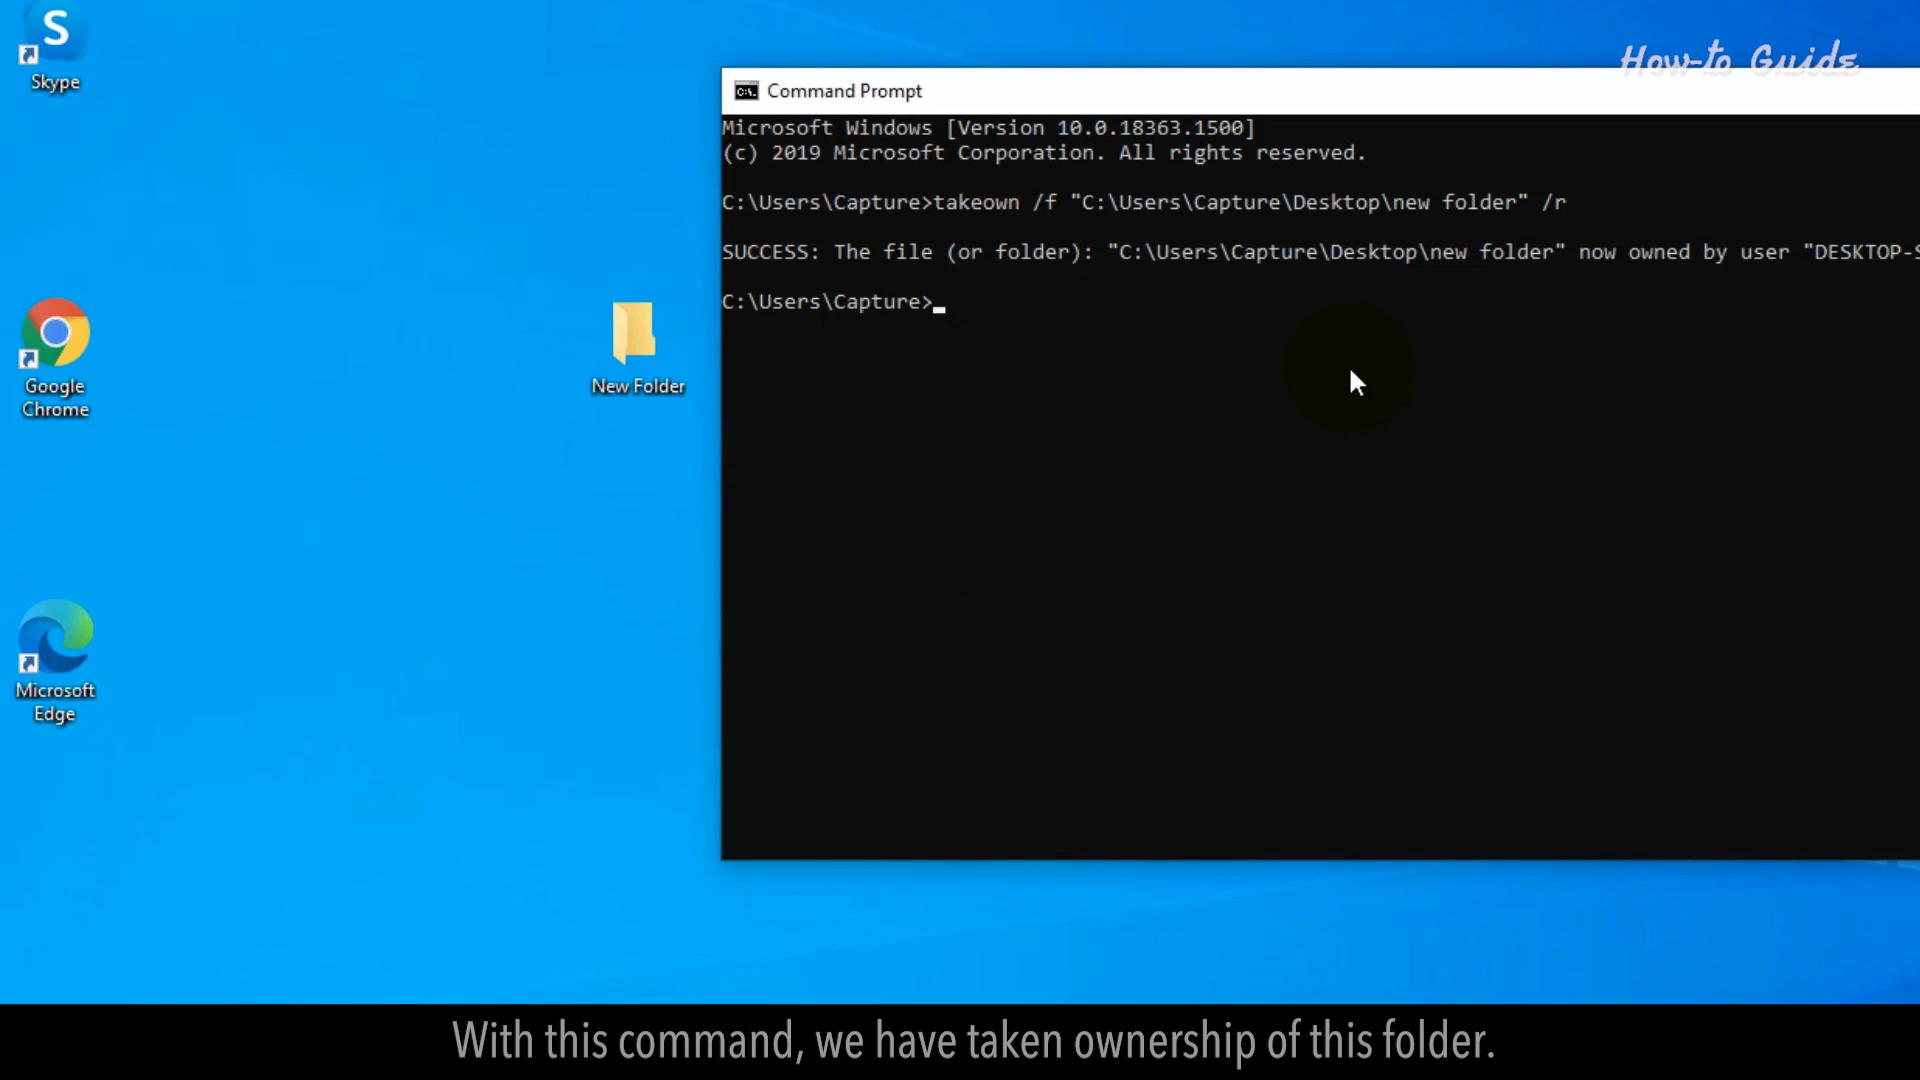 S
Skype
How-to Guide
Command Prompt
Microsoft Windows [Version 10.0.18363.1500]
(c) 2019 Microsoft Corporation. All rights reserved.
C:\Users\Capture>takeown /f "C:\Users\Capture\Desktop\new folder" /r
SUCCESS: The file (or folder): "C:\Users\Capture\Desktop\new folder" now owned by user "DESKTOP-S
C:\Users\Capture>
Google
Chrome
New Folder
Microsoft
Edge
With this command, we have taken ownership of this folder.